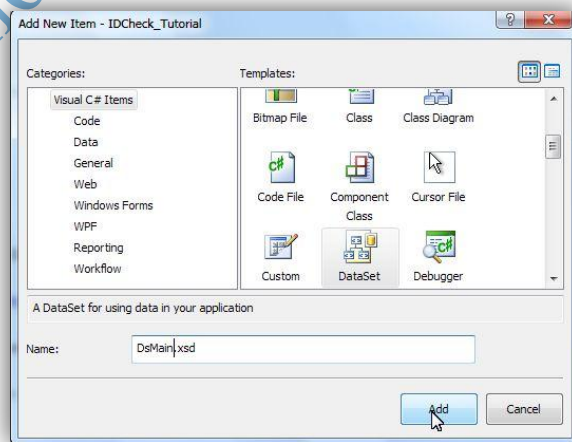 Add New Item - IDCheck_Tutorial
Categories:
Templates:
Visual C# Items
Code
Data
General
Web
Windows Forms
WPF
Reporting
Workflow
Bitmap File
Class
Class Diagram
Code File
Component Class
Cursor File
Custom
DataSet
Debugger
A DataSet for using data in your application
Name:
DsMain.xsd
Add
Cancel